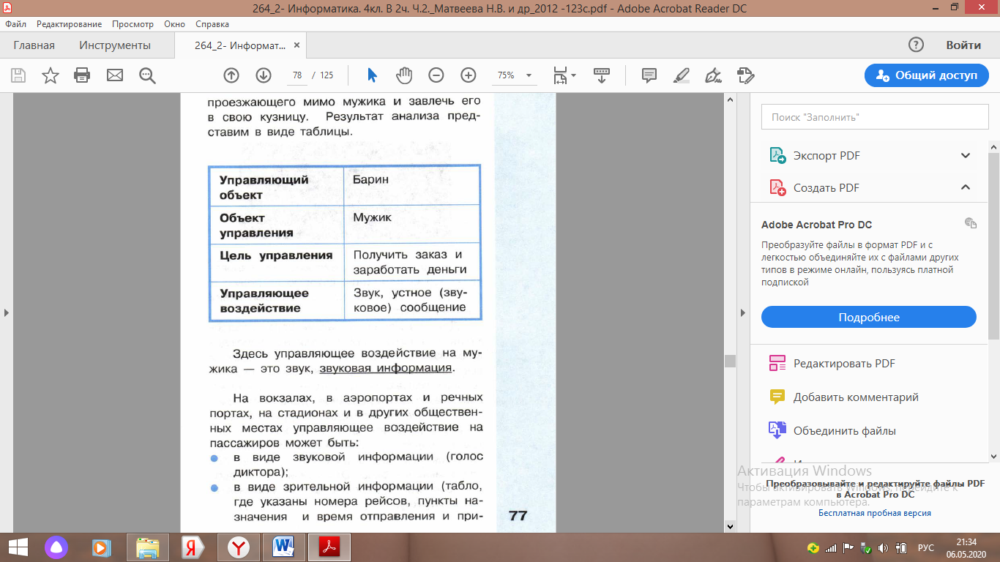 264_2- Информатика. 4кл. В 2ч. Ч.2._Матвеева Н.В. и др_2012 -123с.pdf - Adobe Acrobat Reader DC
Файл Редактирование Просмотр Окно Справка
Главная Инструменты 264_2- Информат... × Войти
78 / 125 75% Общий доступ
проезжающего мимо мужика и завлечь его
в свою кузницу. Результат анализа пред-
ставим в виде таблицы.
Управляющий Барин
объект
Объект Мужик
управления
Цель управления Получить заказ и
заработать деньги
Управляющее Звук, устное (зву-
воздействие ковое) сообщение
Здесь управляющее воздействие на му-
жика — это звук, звуковая информация.
На вокзалах, в аэропортах и речных
портах, на стадионах и в других обществен-
ных местах управляющее воздействие на
пассажиров может быть:
в виде звуковой информации (голос
диктора);
в виде зрительной информации (табло,
где указаны номера рейсов, пункты на-
значения и время отправления и при-
77
Поиск "Заполнить"
Экспорт PDF
Создать PDF
Adobe Acrobat Pro DC
Преобразуйте файлы в формат PDF и с
легкостью объединяйте их с файлами других
типов в режиме онлайн, пользуясь платной
подпиской
Подробнее
Редактировать PDF
Добавить комментарий
Объединить файлы
Активация Windows
Чтобы активировать Windows, перейдите к
параметрам компьютера.
Преобразовывайте и редактируйте файлы PDF
в Acrobat Pro DC
Бесплатная пробная версия
РУС
21:34
06.05.2020